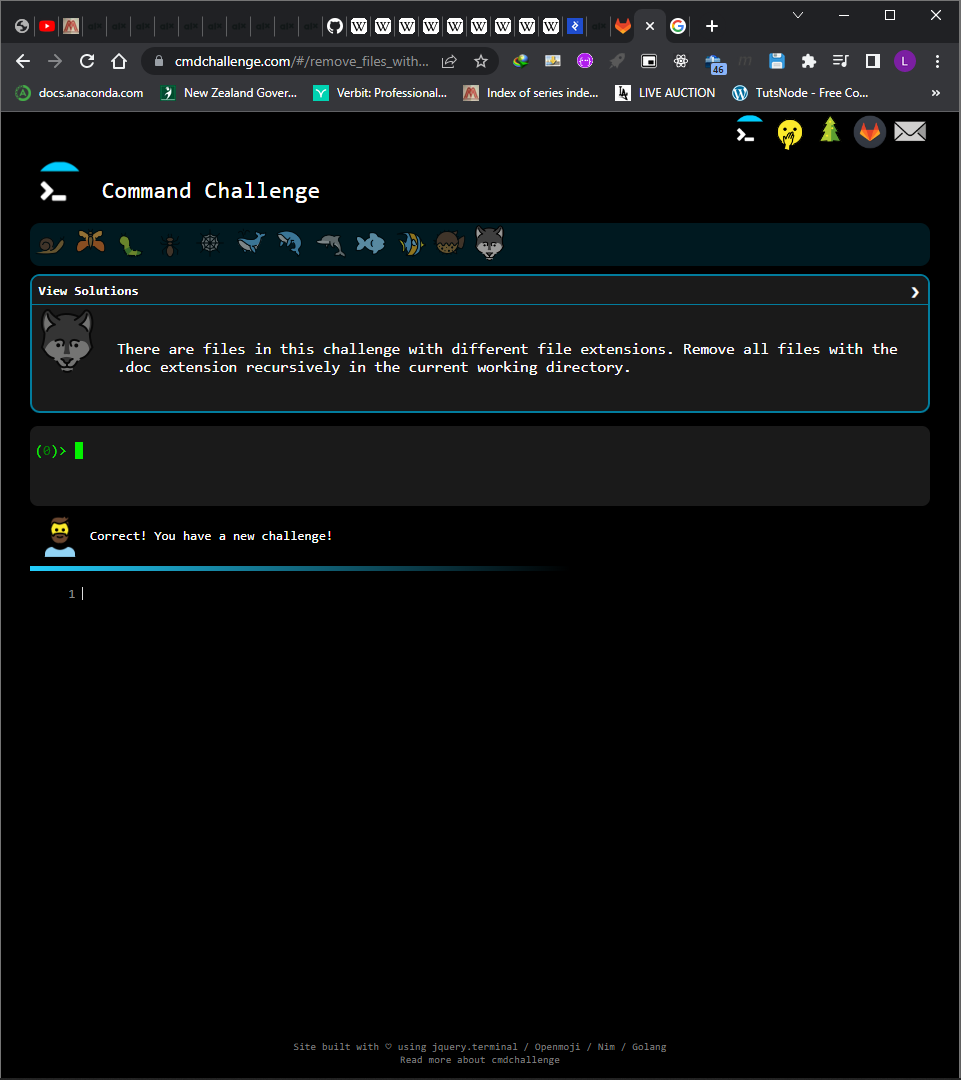 cmdchallenge.com/#/remove_files_with...
46
L
docs.anaconda.com
New Zealand Gover...
Verbit: Professional...
Index of series inde...
LIVE AUCTION
TutsNode - Free Co...
»
>_
>_ Command Challenge
View Solutions
There are files in this challenge with different file extensions. Remove all files with the
.doc extension recursively in the current working directory.
(0)>
Correct! You have a new challenge!
1
Site built with ♡ using jquery.terminal / Openmoji / Nim / Golang
Read more about cmdchallenge